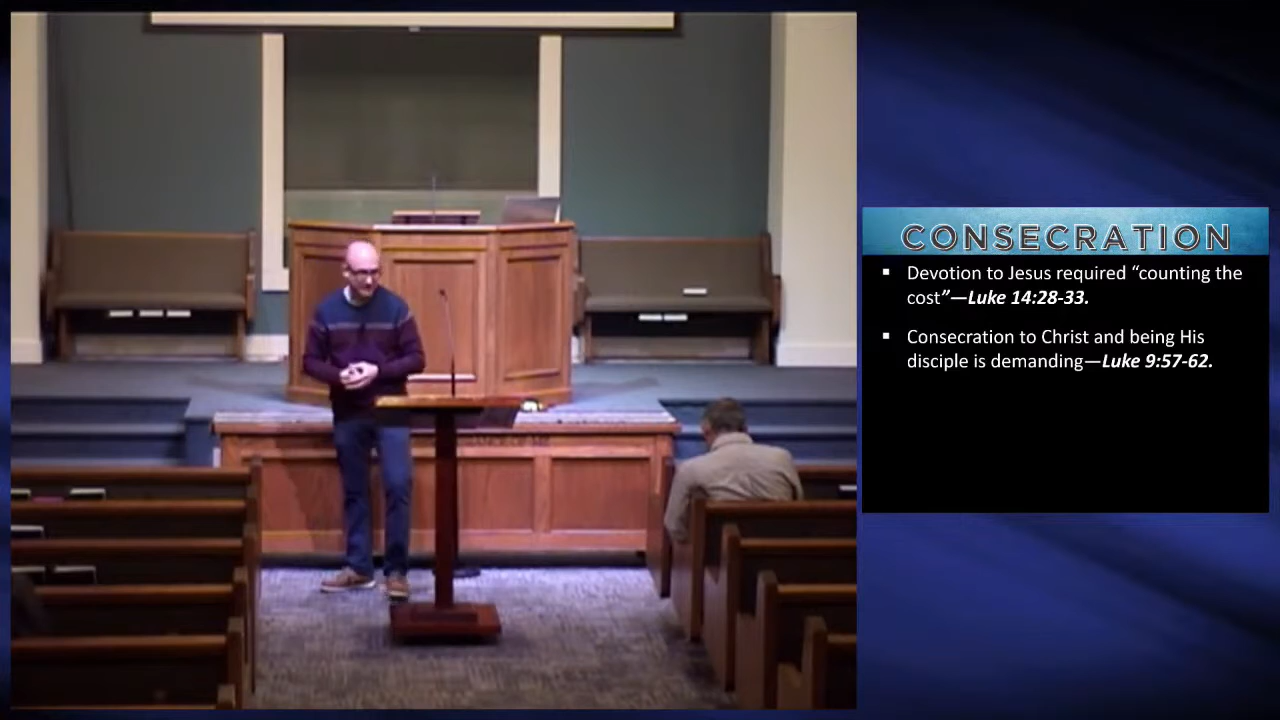 CONSECRATION
▪ Devotion to Jesus required “counting the
cost”—Luke 14:28-33.
▪ Consecration to Christ and being His
disciple is demanding—Luke 9:57-62.